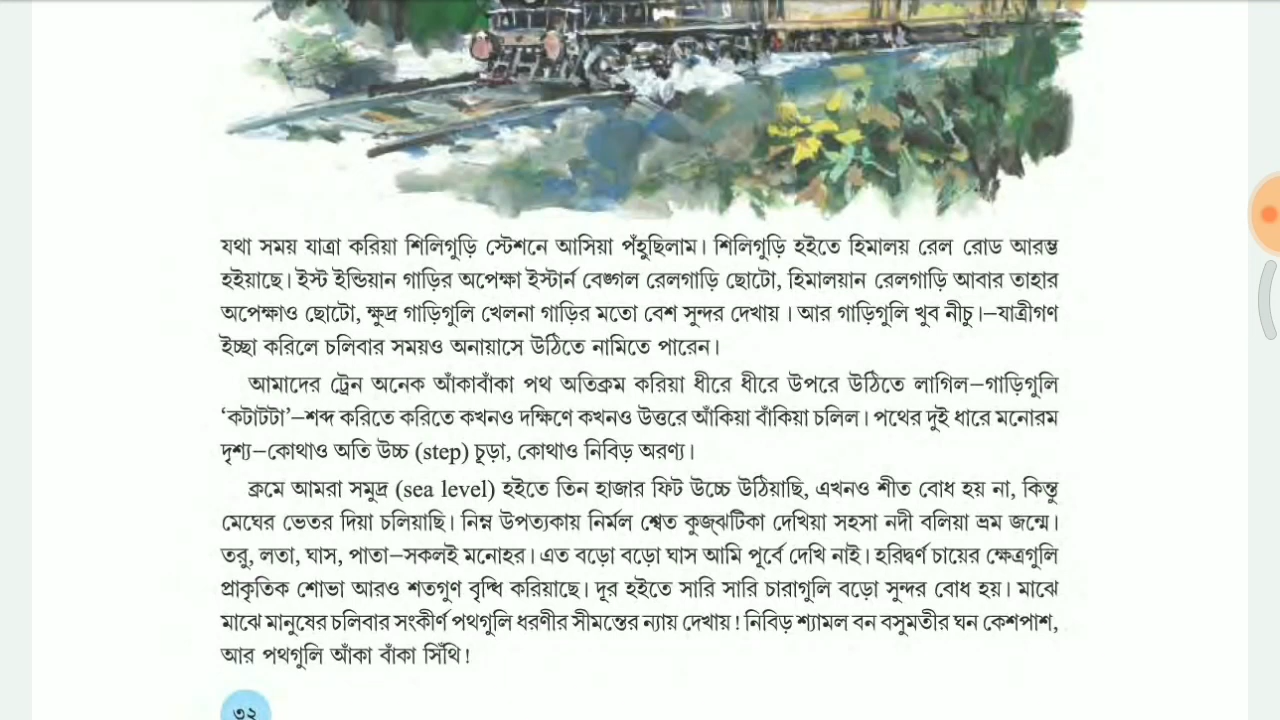 যথা সময় যাত্রা করিয়া শিলিগুড়ি স্টেশনে আসিয়া পঁহুছিলাম। শিলিগুড়ি হইতে হিমালয় রেল রোড আরম্ভ
হইয়াছে। ইস্ট ইন্ডিয়ান গাড়ির অপেক্ষা ইস্টার্ন বেঙ্গল রেলগাড়ি ছোটো, হিমালয়ান রেলগাড়ি আবার তাহার
অপেক্ষাও ছোটো, ক্ষুদ্র গাড়িগুলি খেলনা গাড়ির মতো বেশ সুন্দর দেখায়। আর গাড়িগুলি খুব নীচু।—যাত্রীগণ
ইচ্ছা করিলে চলিবার সময়ও অনায়াসে উঠিতে নামিতে পারেন।
আমাদের ট্রেন অনেক আঁকাবাঁকা পথ অতিক্রম করিয়া ধীরে ধীরে উপরে উঠিতে লাগিল—গাড়িগুলি
‘কটাটটা’—শব্দ করিতে করিতে কখনও দক্ষিণে কখনও উত্তরে আঁকিয়া বাঁকিয়া চলিল। পথের দুই ধারে মনোরম
দৃশ্য—কোথাও অতি উচ্চ (step) চূড়া, কোথাও নিবিড় অরণ্য।
ক্রমে আমরা সমুদ্র (sea level) হইতে তিন হাজার ফিট উচ্চে উঠিয়াছি, এখনও শীত বোধ হয় না, কিন্তু
মেঘের ভেতর দিয়া চলিয়াছি। নিম্ন উপত্যকায় নির্মল শ্বেত কুজ্‌ঝটিকা দেখিয়া সহসা নদী বলিয়া ভ্রম জন্মে।
তরু, লতা, ঘাস, পাতা—সকলই মনোহর। এত বড়ো বড়ো ঘাস আমি পূর্বে দেখি নাই। হরিদ্বর্ণ চায়ের ক্ষেত্রগুলি
প্রাকৃতিক শোভা আরও শতগুণ বৃদ্ধি করিয়াছে। দূর হইতে সারি সারি চারাগুলি বড়ো সুন্দর বোধ হয়। মাঝে
মাঝে মানুষের চলিবার সংকীর্ণ পথগুলি ধরণীর সীমন্তের ন্যায় দেখায়! নিবিড় শ্যামল বন বসুমতীর ঘন কেশপাশ,
আর পথগুলি আঁকা বাঁকা সিঁথি!
৩২